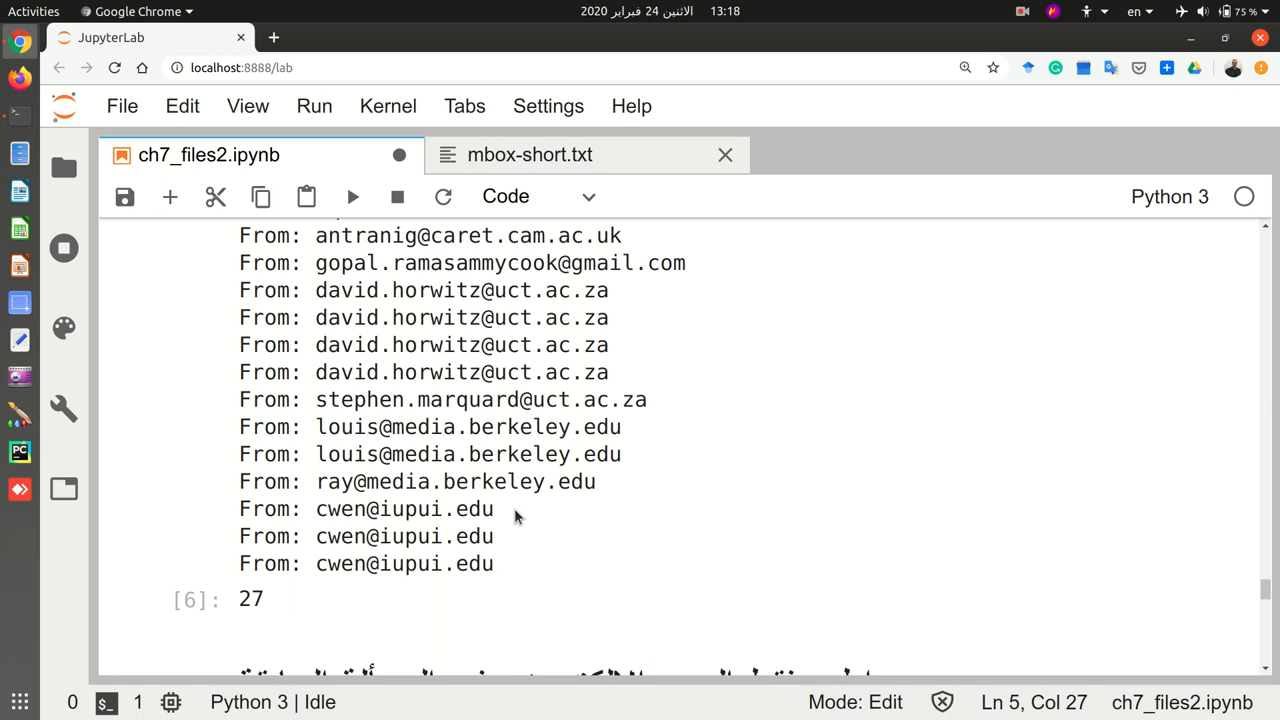 Activities
Google Chrome
الاثنين 24 فبراير 2020 13:18
en
75 %
JupyterLab
localhost:8888/lab
File Edit View Run Kernel Tabs Settings Help
ch7_files2.ipynb
mbox-short.txt
Code
Python 3
From: antranig@caret.cam.ac.uk
From: gopal.ramasammycook@gmail.com
From: david.horwitz@uct.ac.za
From: david.horwitz@uct.ac.za
From: david.horwitz@uct.ac.za
From: david.horwitz@uct.ac.za
From: stephen.marquard@uct.ac.za
From: louis@media.berkeley.edu
From: louis@media.berkeley.edu
From: ray@media.berkeley.edu
From: cwen@iupui.edu
From: cwen@iupui.edu
From: cwen@iupui.edu
[6]: 27
0 $_ 1 Python 3 | Idle Mode: Edit Ln 5, Col 27 ch7_files2.ipynb